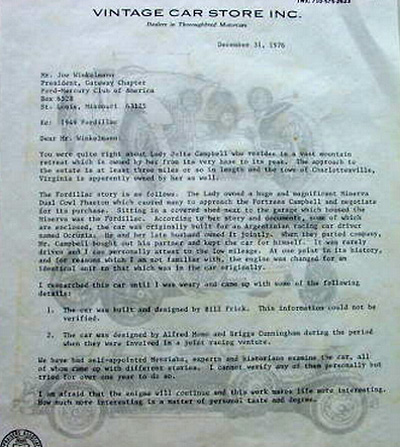 VINTAGE CAR STORE INC.
Dealers in Thoroughbred Motorcars
December 31, 1976
Mr. Joe Winkelmann
President, Gateway Chapter
Ford-Mercury Club of America
Box 6328
St. Louis, Missouri 63125
Re: 1949 Fordillac
Dear Mr. Winkelmann:
You were quite right about Lady Julie Campbell who resides in a vast mountain
retreat which is owned by her from its very base to its peak. The approach to
the estate is at least three miles or so in length and the town of Charlottesville,
Virginia is apparently owned by her as well.
The Fordillac story is as follows. The Lady owned a huge and magnificent Minerva
Dual Cowl Phaeton which caused many to approach the Fortress Campbell and negotiate
for its purchase. Sitting in a covered shed next to the garage which housed the
Minerva was the Fordillac. According to her story and documents, some of which
are enclosed, the car was originally built for an Argentinian racing car driver
named He and her late husband owned it jointly. When they parted company,
Mr. Campbell bought out his partner and kept the car for himself. It was rarely
driven and I can personally attest to the low mileage. At one point in its history,
and for reasons which I am not familiar with, the engine was changed for an
identical unit to that which was in the car originally.
I researched this car until I was weary and came up with some of the following
details:
1. The car was built and designed by Bill Frick. This information could not be
verified.
2. The car was designed by Alfred Momo and Briggs Cunningham during the period
when they were involved in a joint racing venture.
We have had self-appointed Messiahs, experts and historians examine the car, all
of whom came up with different stories. I cannot verify any of them personally but
tried for over one year to do so.
I am afraid that the enigma will continue and this work makes life more interesting.
How much more interesting is a matter of personal taste and degree.